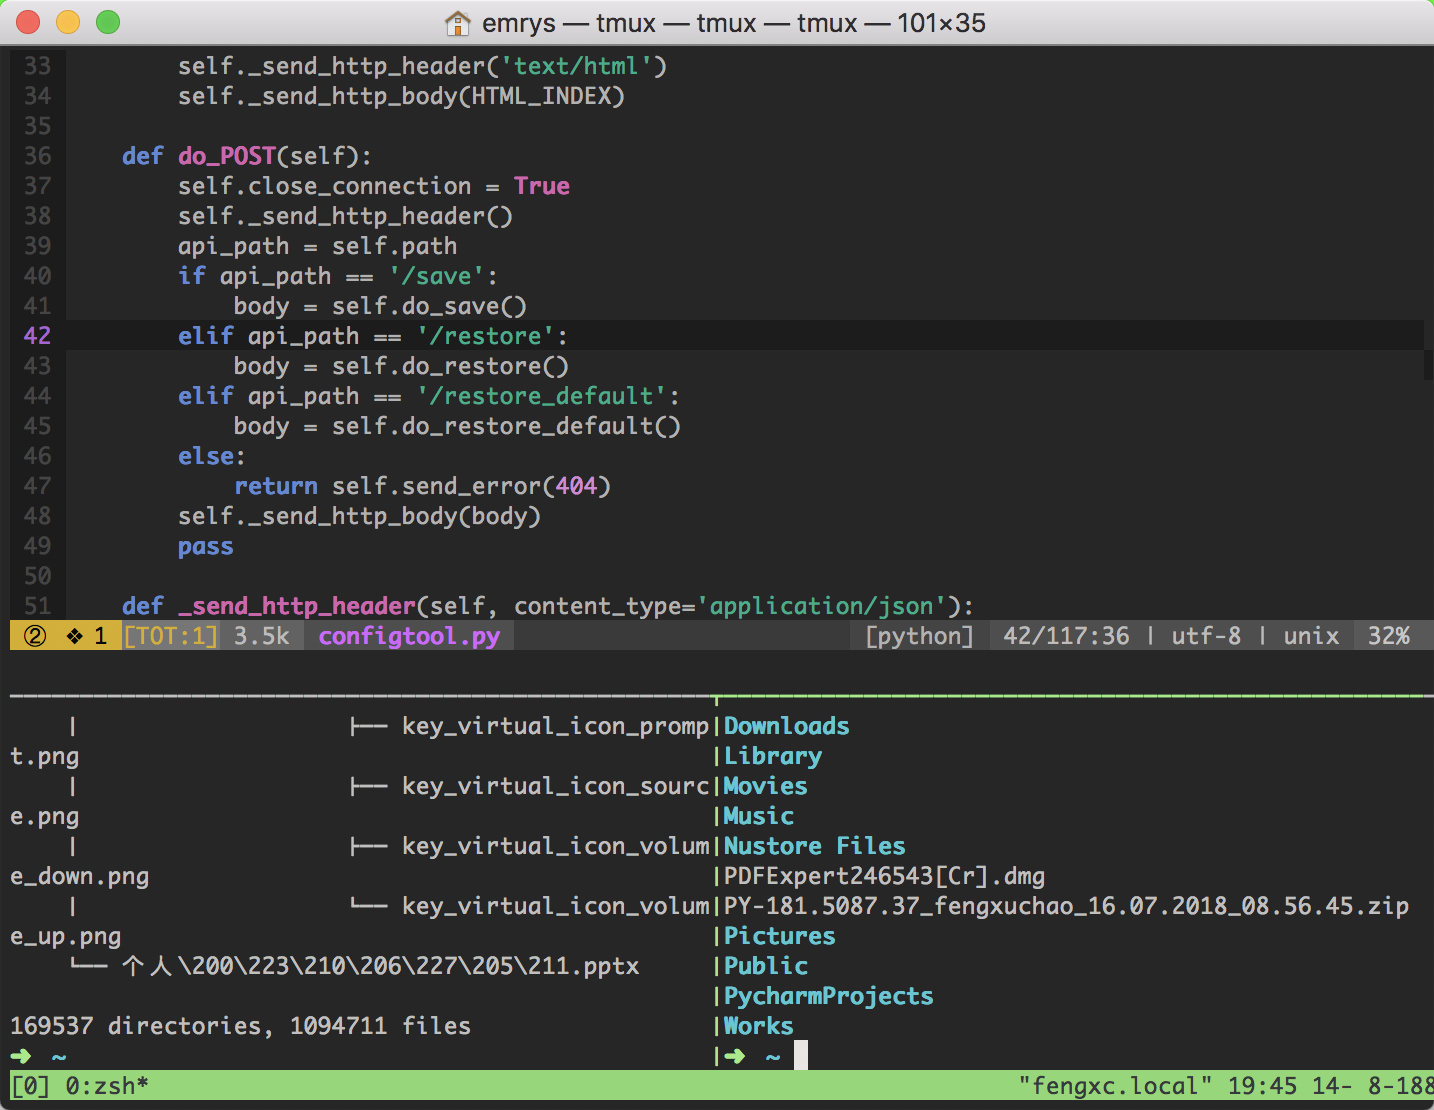 emrys — tmux — tmux — tmux — 101×35
33         self._send_http_header('text/html')
34         self._send_http_body(HTML_INDEX)
35
36     def do_POST(self):
37         self.close_connection = True
38         self._send_http_header()
39         api_path = self.path
40         if api_path == '/save':
41             body = self.do_save()
42         elif api_path == '/restore':
43             body = self.do_restore()
44         elif api_path == '/restore_default':
45             body = self.do_restore_default()
46         else:
47             return self.send_error(404)
48         self._send_http_body(body)
49         pass
50
51     def _send_http_header(self, content_type='application/json'):
② ❖ 1 [TOT:1] 3.5k configtool.py [python] 42/117:36 | utf-8 | unix 32%
|                   ├── key_virtual_icon_promp
t.png
|                   ├── key_virtual_icon_sourc
e.png
|                   ├── key_virtual_icon_volum
e_down.png
|                   └── key_virtual_icon_volum
e_up.png
└── 个人\200\223\210\206\227\205\211.pptx
169537 directories, 1094711 files
➜ ~
Downloads
Library
Movies
Music
Nustore Files
PDFExpert246543[Cr].dmg
PY-181.5087.37_fengxuchao_16.07.2018_08.56.45.zip
Pictures
Public
PycharmProjects
Works
➜ ~
[0] 0:zsh* "fengxc.local" 19:45 14- 8-188